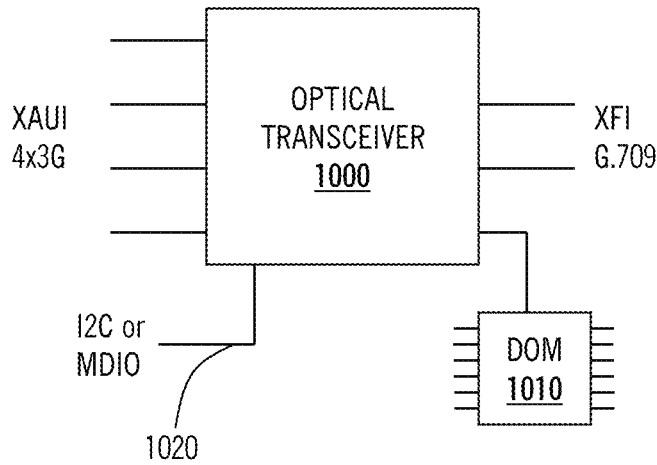 OPTICAL
TRANSCEIVER
1000
XAUI
4x3G
XFI
G.709
I2C or
MDIO
1020
DOM
1010